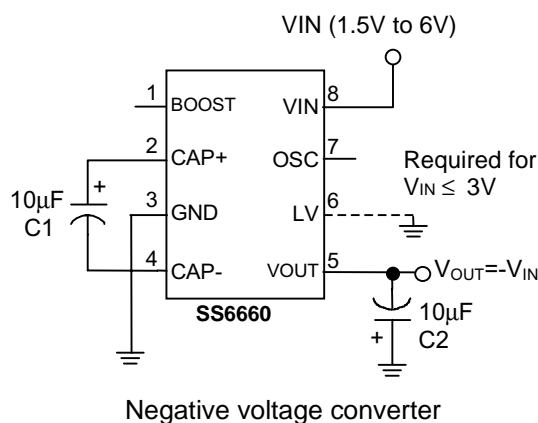 VIN (1.5V to 6V)
1 BOOST VIN 8
2 CAP+ OSC 7
Required for
VIN ≤ 3V
+
10μF
C1
3 GND LV 6
4 CAP- VOUT 5
VOUT=-VIN
SS6660
10μF
+
C2
Negative voltage converter